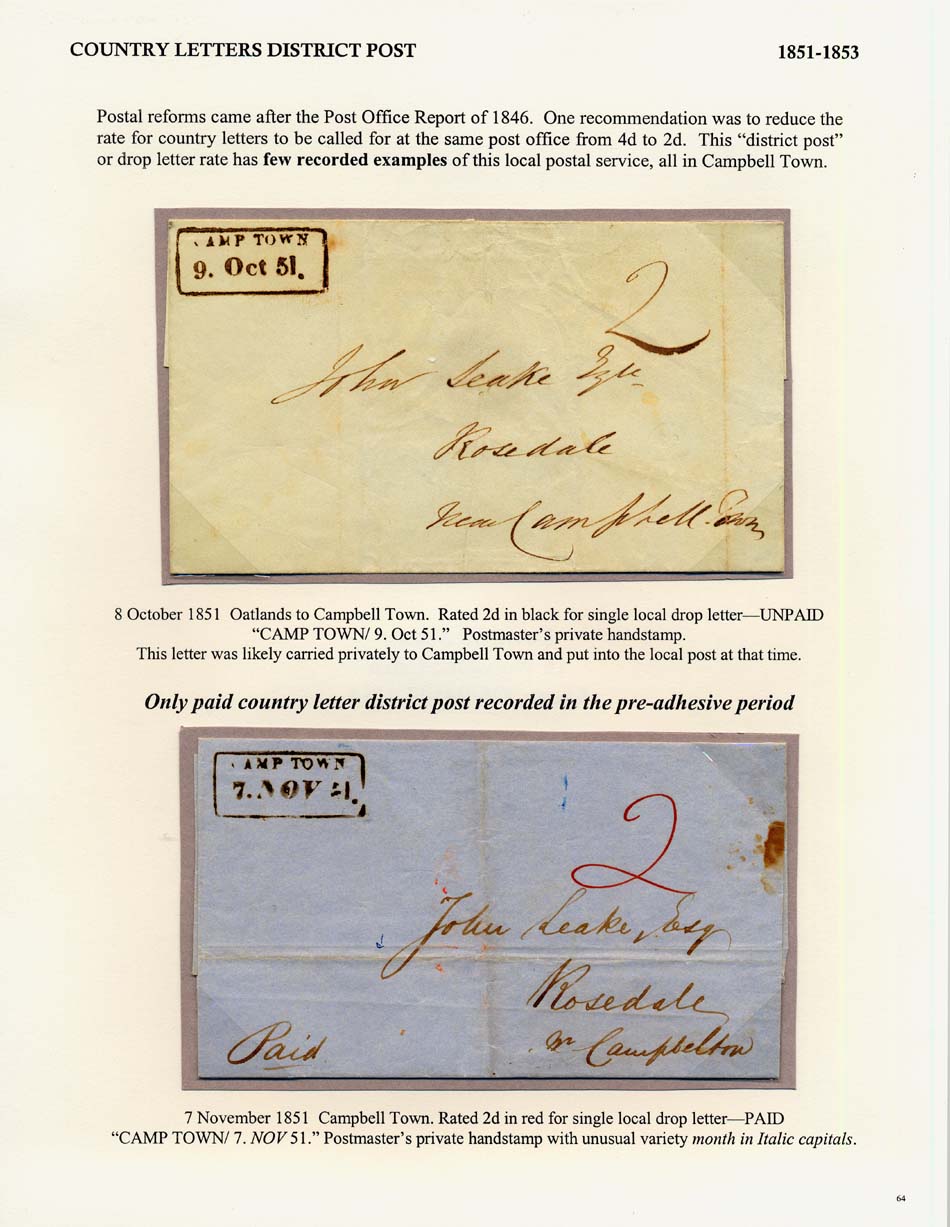 COUNTRY LETTERS DISTRICT POST 1851-1853
Postal reforms came after the Post Office Report of 1846. One recommendation was to reduce the
rate for country letters to be called for at the same post office from 4d to 2d. This “district post”
or drop letter rate has few recorded examples of this local postal service, all in Campbell Town.
AMP TOWN
9. Oct 51.
2
John Leake Esqr
Rosedale
Near Campbell Town
8 October 1851 Oatlands to Campbell Town. Rated 2d in black for single local drop letter—UNPAID
“CAMP TOWN/ 9. Oct 51.” Postmaster’s private handstamp.
This letter was likely carried privately to Campbell Town and put into the local post at that time.
Only paid country letter district post recorded in the pre-adhesive period
AMP TOWN
7. NOV 51.
2
John Leake, Esq
Rosedale
Nr Campbelton
Paid
7 November 1851 Campbell Town. Rated 2d in red for single local drop letter—PAID
“CAMP TOWN/ 7. NOV 51.” Postmaster’s private handstamp with unusual variety month in Italic capitals.
64